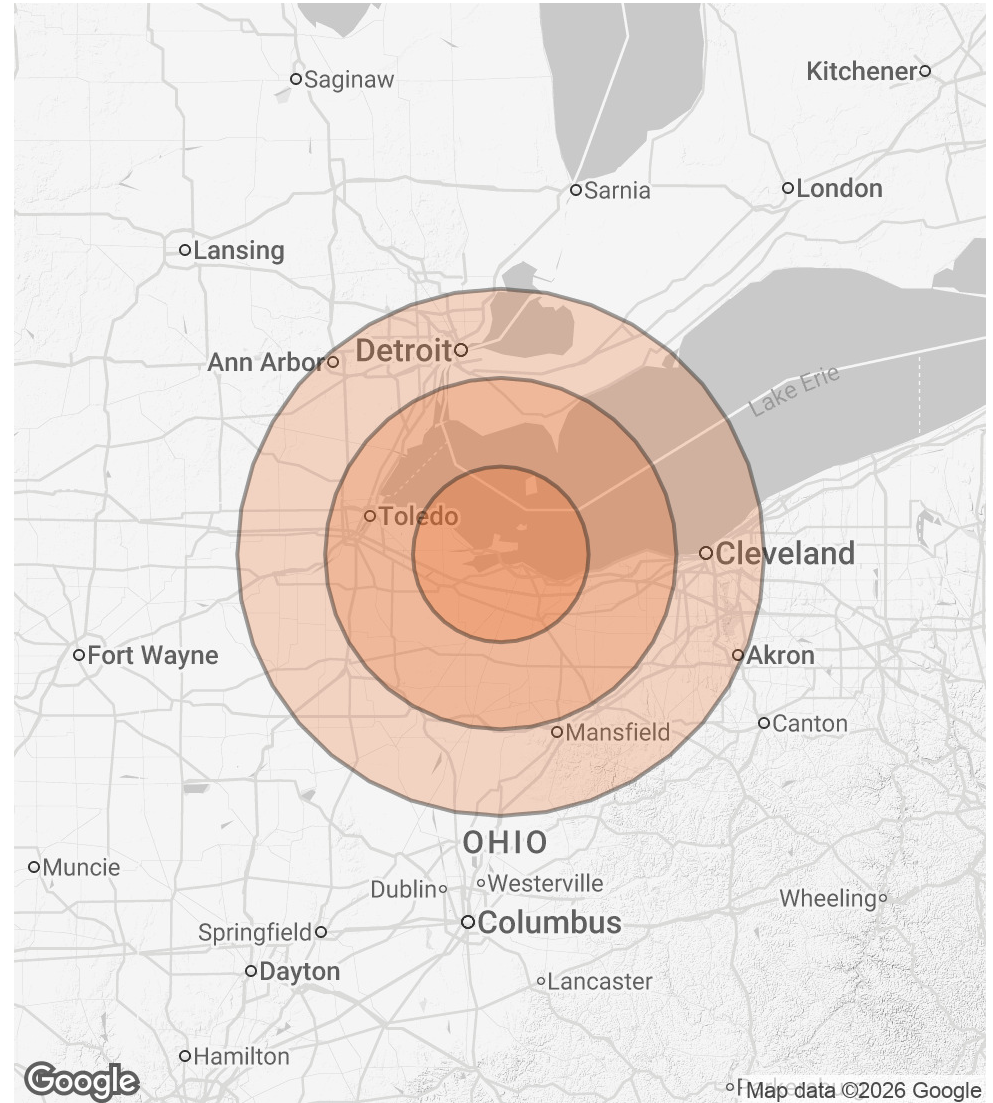 Saginaw
Kitchener
Sarnia
London
Lansing
Ann Arbor
Detroit
Lake Erie
Toledo
Cleveland
Fort Wayne
Akron
Mansfield
Canton
OHIO
Muncie
Dublin
Westerville
Wheeling
Springfield
Columbus
Dayton
Lancaster
Hamilton
Google
Map data ©2026 Google